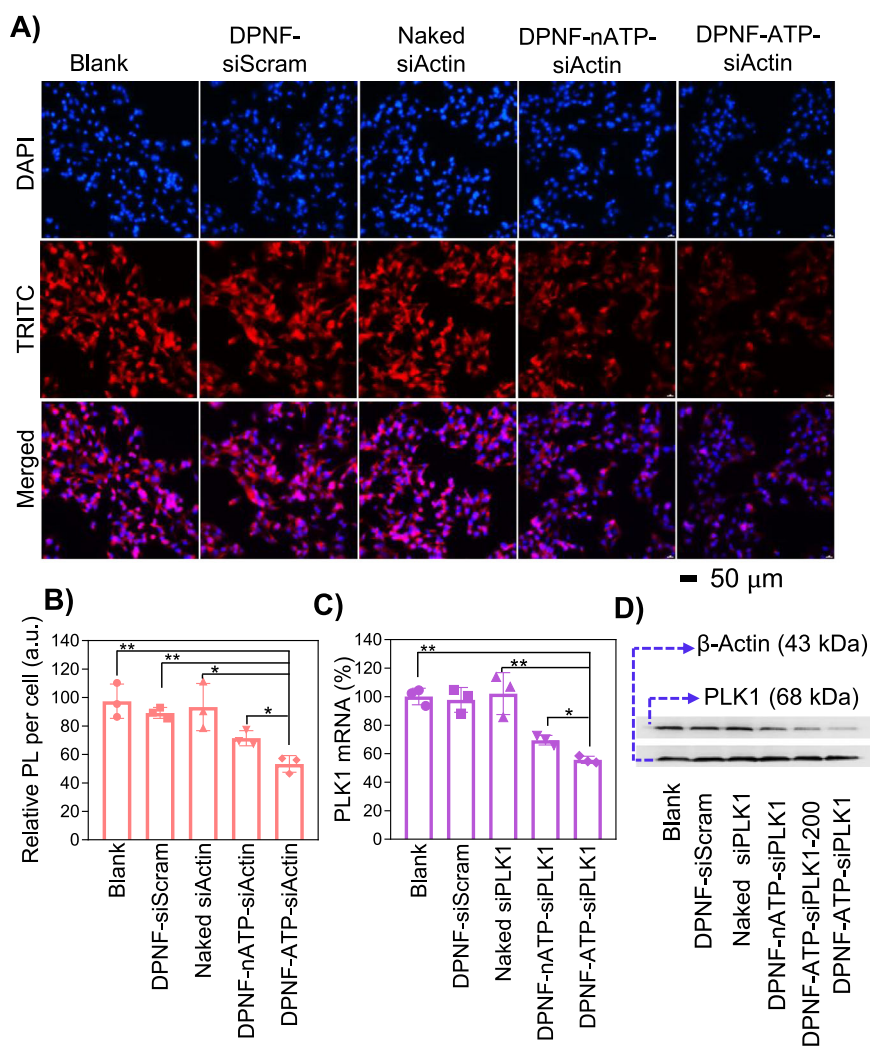 A)
Blank
DPNF-
siScram
Naked
siActin
DPNF-nATP-
siActin
DPNF-ATP-
siActin
DAPI
TRITC
Merged
50 μm
B)
Relative PL per cell (a.u.)
140
120
100
80
60
40
20
0
**
**
*
*
Blank
DPNF-siScram
Naked siActin
DPNF-nATP-siActin
DPNF-ATP-siActin
C)
PLK1 mRNA (%)
140
120
100
80
60
40
20
0
**
**
*
Blank
DPNF-siScram
Naked siPLK1
DPNF-nATP-siPLK1
DPNF-ATP-siPLK1
D)
β-Actin (43 kDa)
PLK1 (68 kDa)
Blank
DPNF-siScram
Naked siPLK1
DPNF-nATP-siPLK1
DPNF-ATP-siPLK1-200
DPNF-ATP-siPLK1